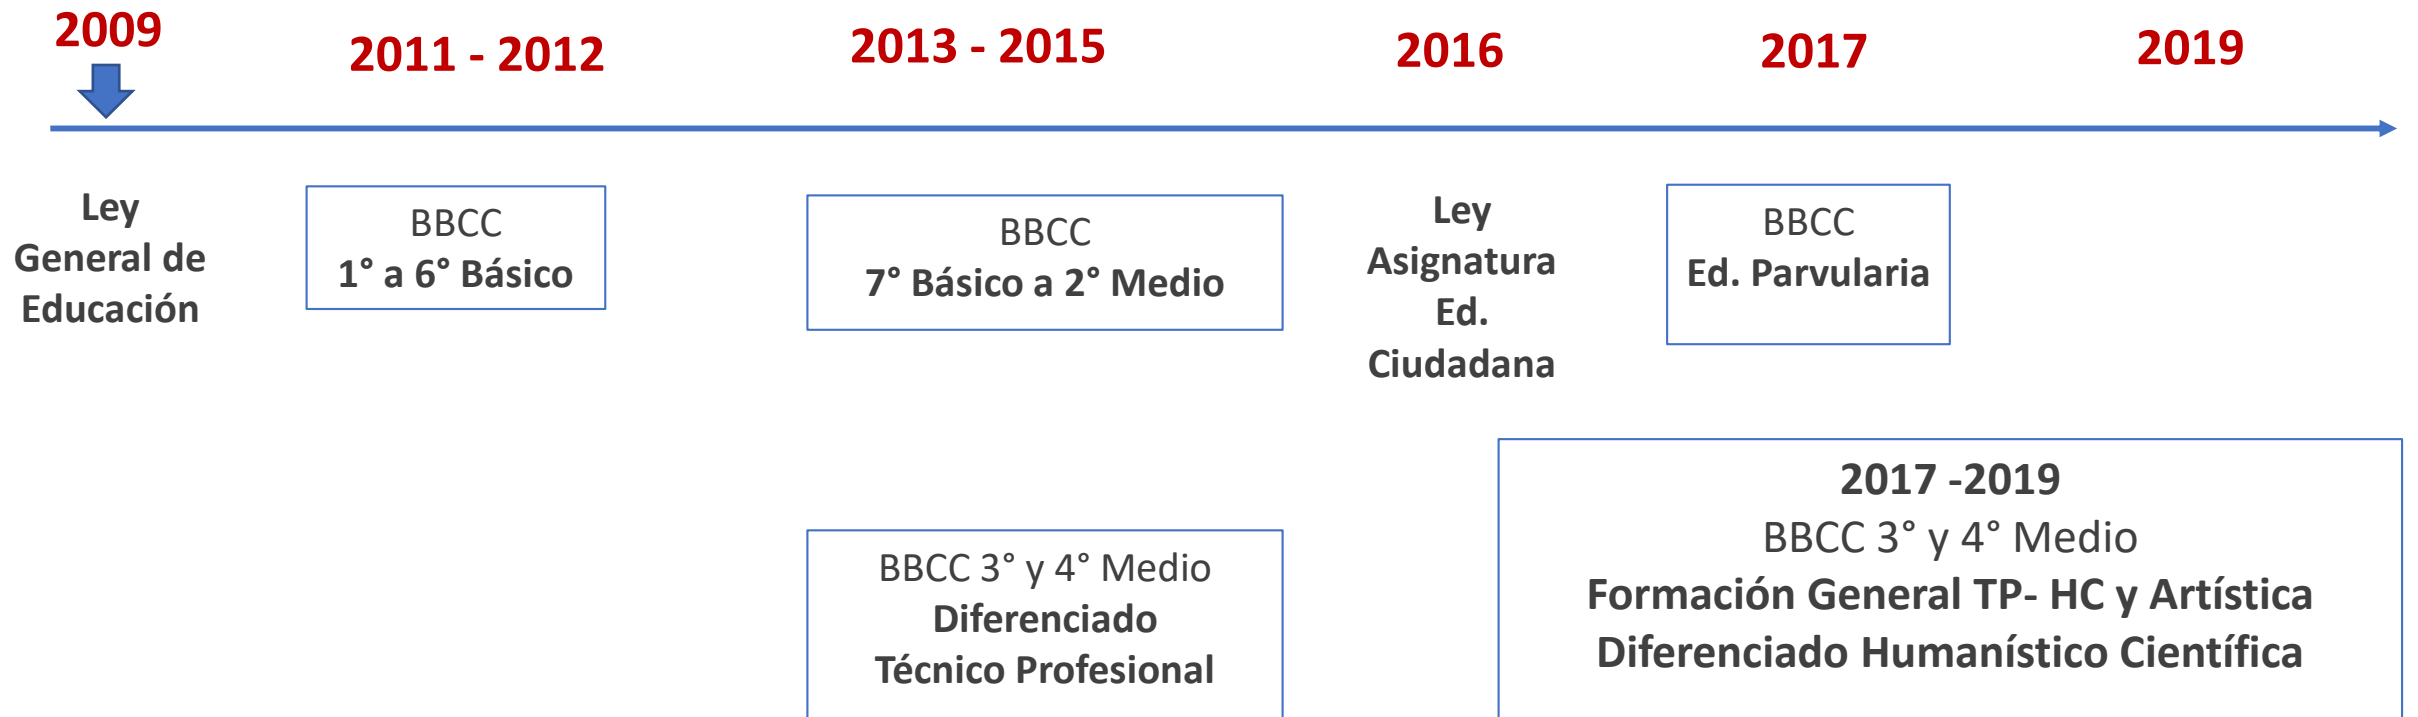 2009
2011 - 2012
2013 - 2015
2016
2017
2019
Ley
General de
Educación
BBCC
1° a 6° Básico
BBCC
7° Básico a 2° Medio
Ley
Asignatura
Ed.
Ciudadana
BBCC
Ed. Parvularia
BBCC 3° y 4° Medio
Diferenciado
Técnico Profesional
2017 -2019
BBCC 3° y 4° Medio
Formación General TP- HC y Artística
Diferenciado Humanístico Científica